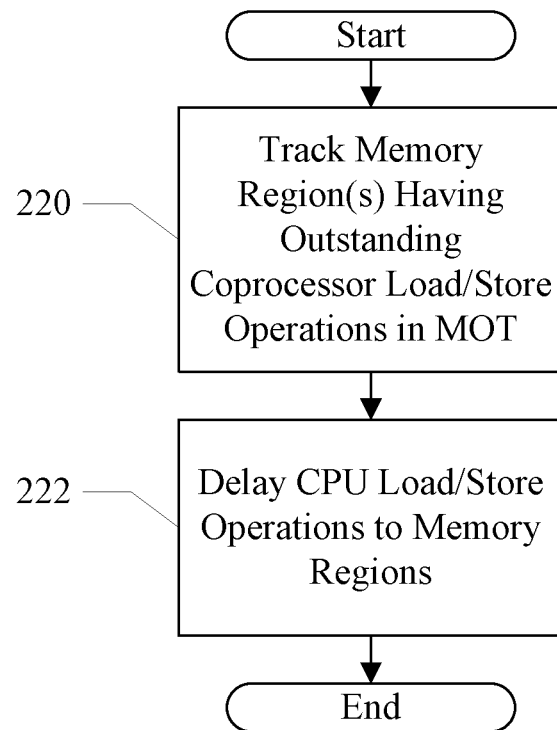 Start
220
Track Memory
Region(s) Having
Outstanding
Coprocessor Load/Store
Operations in MOT
222
Delay CPU Load/Store
Operations to Memory
Regions
End